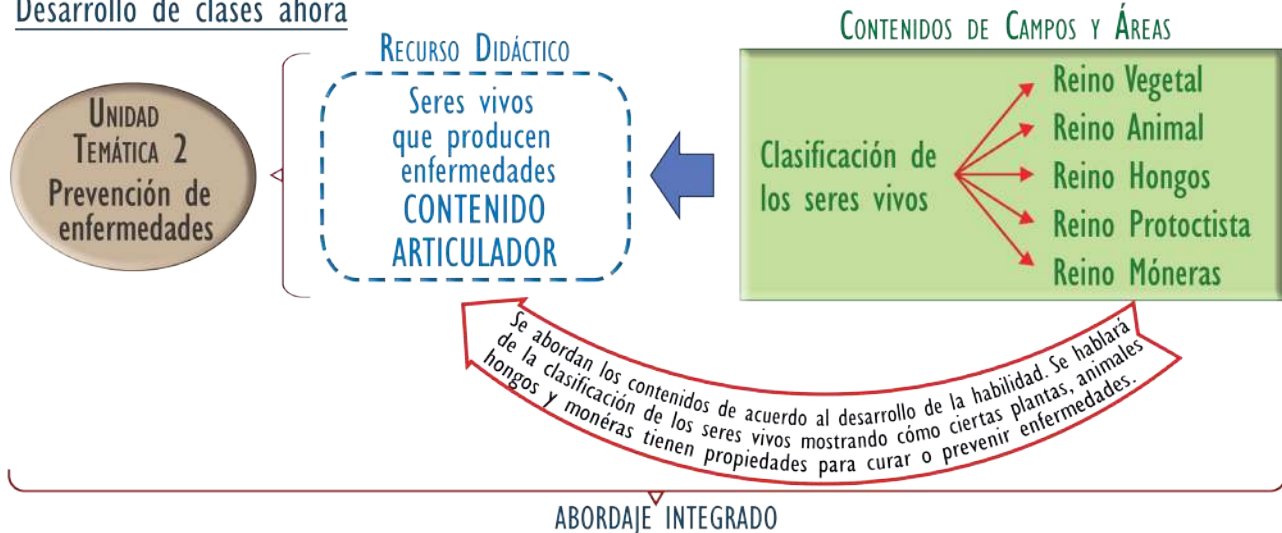 Desarrollo de clases ahora
UNIDAD
TEMÁTICA 2
Prevención de
enfermedades
RECURSO DIDÁCTICO
Seres vivos
que producen
enfermedades
CONTENIDO
ARTICULADOR
CONTENIDOS DE CAMPOS Y ÁREAS
Clasificación de
los seres vivos
Reino Vegetal
Reino Animal
Reino Hongos
Reino Protoctista
Reino Móneras
Se abordan los contenidos de acuerdo al desarrollo de la habilidad. Se hablará
de la clasificación de los seres vivos mostrando cómo ciertas plantas, animales
hongos y monéras tienen propiedades para curar o prevenir enfermedades.
ABORDAJE INTEGRADO